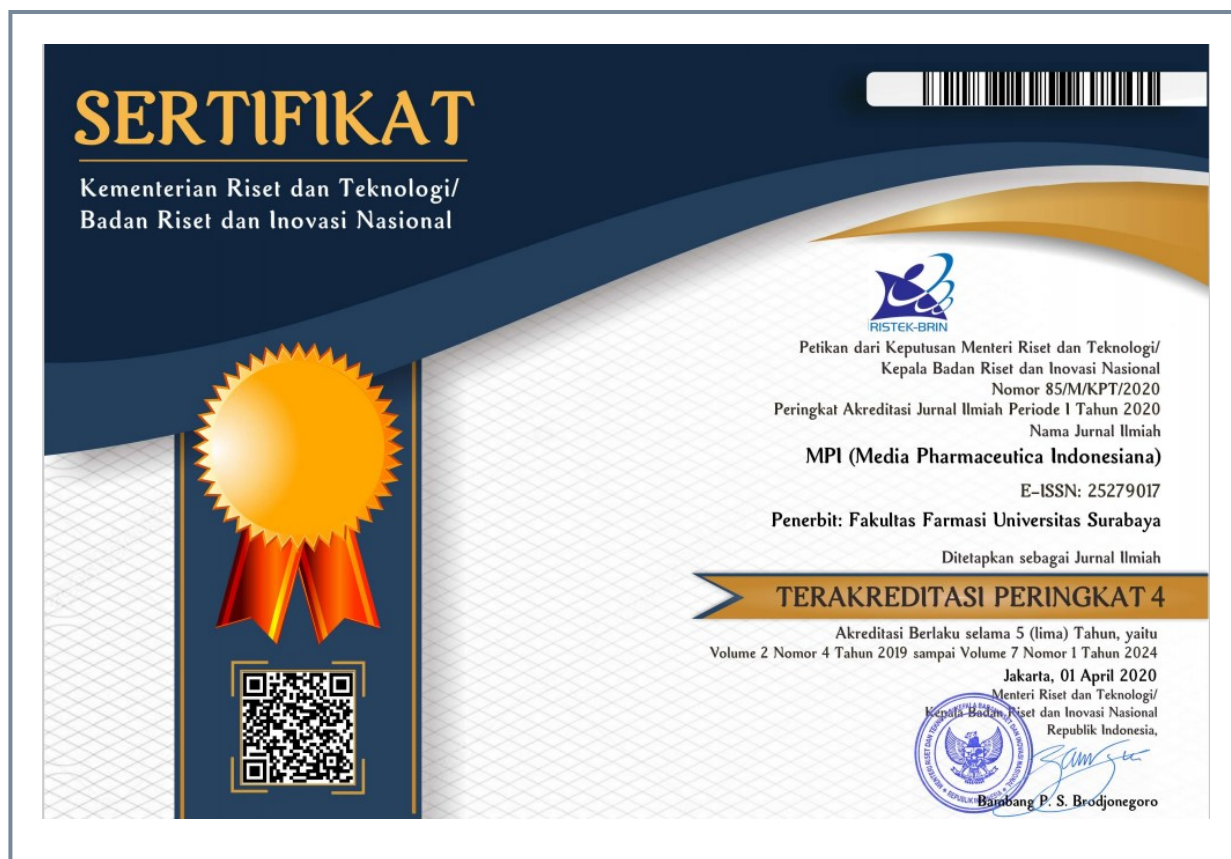 SERTIFIKAT
Kementerian Riset dan Teknologi/
Badan Riset dan Inovasi Nasional
RISTEK-BRIN
Petikan dari Keputusan Menteri Riset dan Teknologi/
Kepala Badan Riset dan Inovasi Nasional
Nomor 85/M/KPT/2020
Peringkat Akreditasi Jurnal Ilmiah Periode I Tahun 2020
Nama Jurnal Ilmiah
MPI (Media Pharmaceutica Indonesiana)
E-ISSN: 25279017
Penerbit: Fakultas Farmasi Universitas Surabaya
Ditetapkan sebagai Jurnal Ilmiah
TERAKREDITASI PERINGKAT 4
Akreditasi Berlaku selama 5 (lima) Tahun, yaitu
Volume 2 Nomor 4 Tahun 2019 sampai Volume 7 Nomor 1 Tahun 2024
Jakarta, 01 April 2020
Menteri Riset dan Teknologi/
Kepala Badan Riset dan Inovasi Nasional
Republik Indonesia,
Bambang P. S. Brodjonegoro